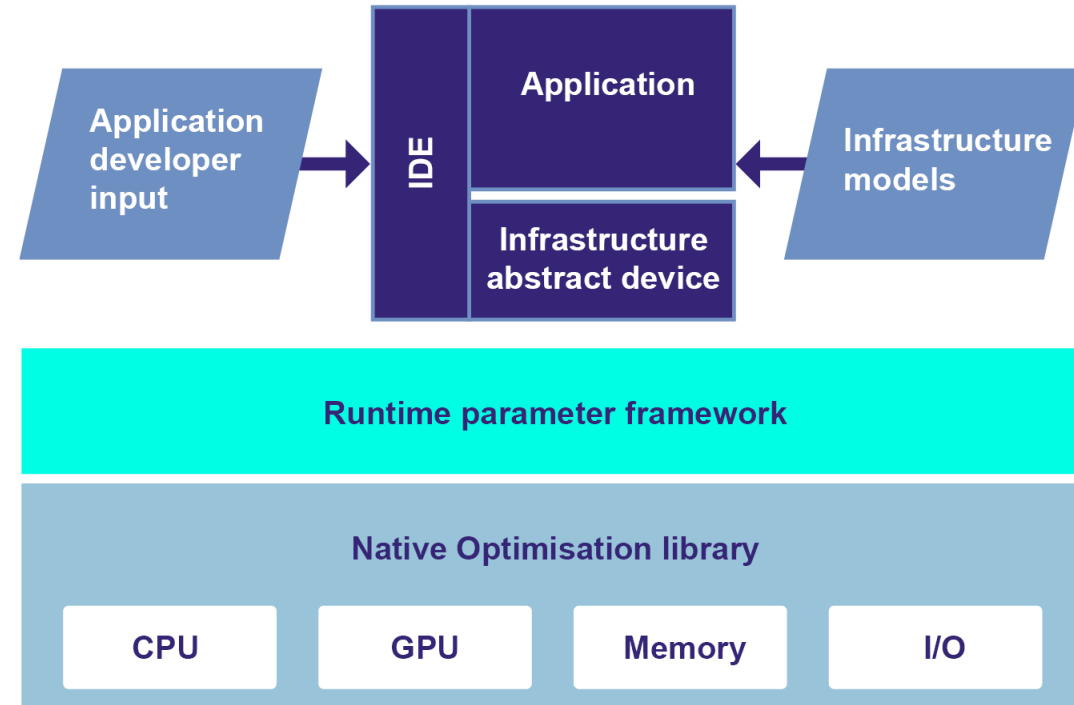 Application
developer
input
IDE
Application
Infrastructure
abstract device
Infrastructure
models
Runtime parameter framework
Native Optimisation library
CPU
GPU
Memory
I/O